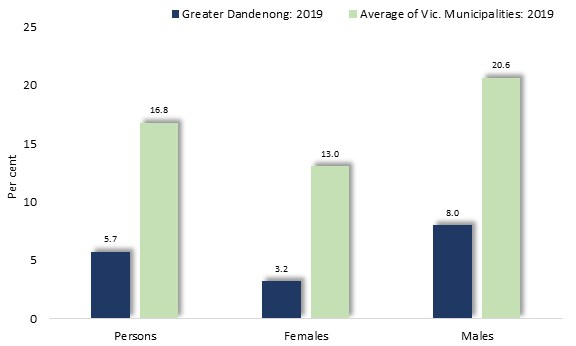 Greater Dandenong: 2019 Average of Vic. Municipalities: 2019
Per cent
25
20
15
10
5
0
5.7 16.8 3.2 13.0 8.0 20.6
Persons Females Males